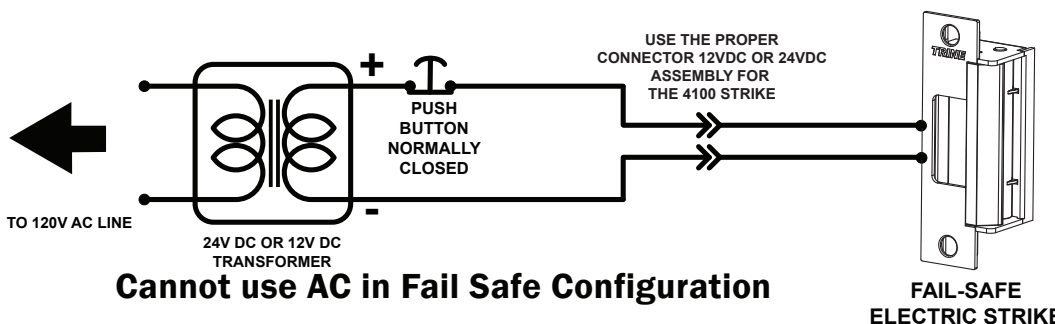 USE THE PROPER
CONNECTOR 12VDC OR 24VDC
ASSEMBLY FOR
THE 4100 STRIKE
TRINE
+
PUSH
BUTTON
NORMALLY
CLOSED
-
TO 120V AC LINE
24V DC OR 12V DC
TRANSFORMER
Cannot use AC in Fail Safe Configuration
FAIL-SAFE
ELECTRIC STRIKE